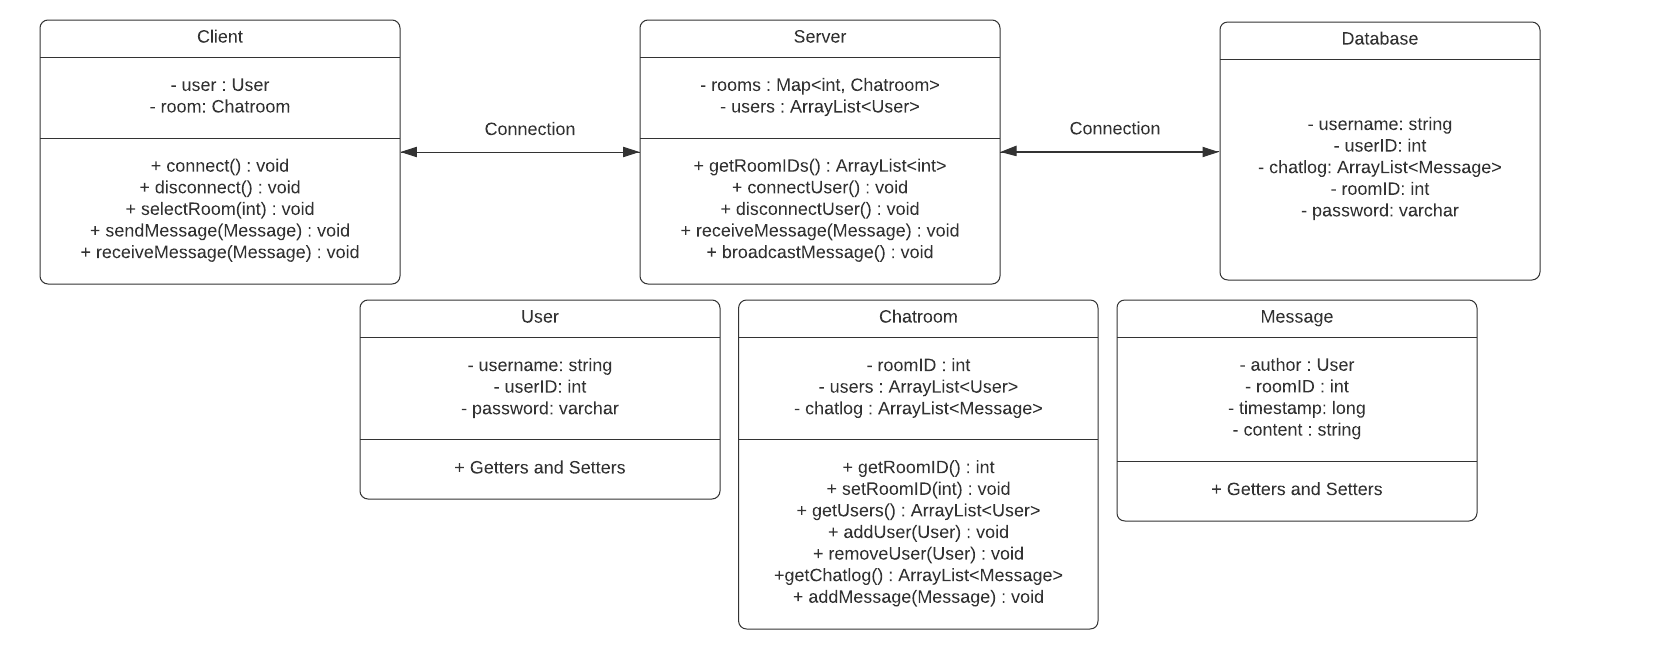 Client
- user : User
- room: Chatroom
+ connect() : void
+ disconnect() : void
+ selectRoom(int) : void
+ sendMessage(Message) : void
+ receiveMessage(Message) : void
Connection
Server
- rooms : Map<int, Chatroom>
- users : ArrayList<User>
+ getRoomIDs() : ArrayList<int>
+ connectUser() : void
+ disconnectUser() : void
+ receiveMessage(Message) : void
+ broadcastMessage() : void
Connection
Database
- username: string
- userID: int
- chatlog: ArrayList<Message>
- roomID: int
- password: varchar
User
- username: string
- userID: int
- password: varchar
+ Getters and Setters
Chatroom
- roomID : int
- users : ArrayList<User>
- chatlog : ArrayList<Message>
+ getRoomID() : int
+ setRoomID(int) : void
+ getUsers() : ArrayList<User>
+ addUser(User) : void
+ removeUser(User) : void
+getChatlog() : ArrayList<Message>
+ addMessage(Message) : void
Message
- author : User
- roomID : int
- timestamp: long
- content : string
+ Getters and Setters